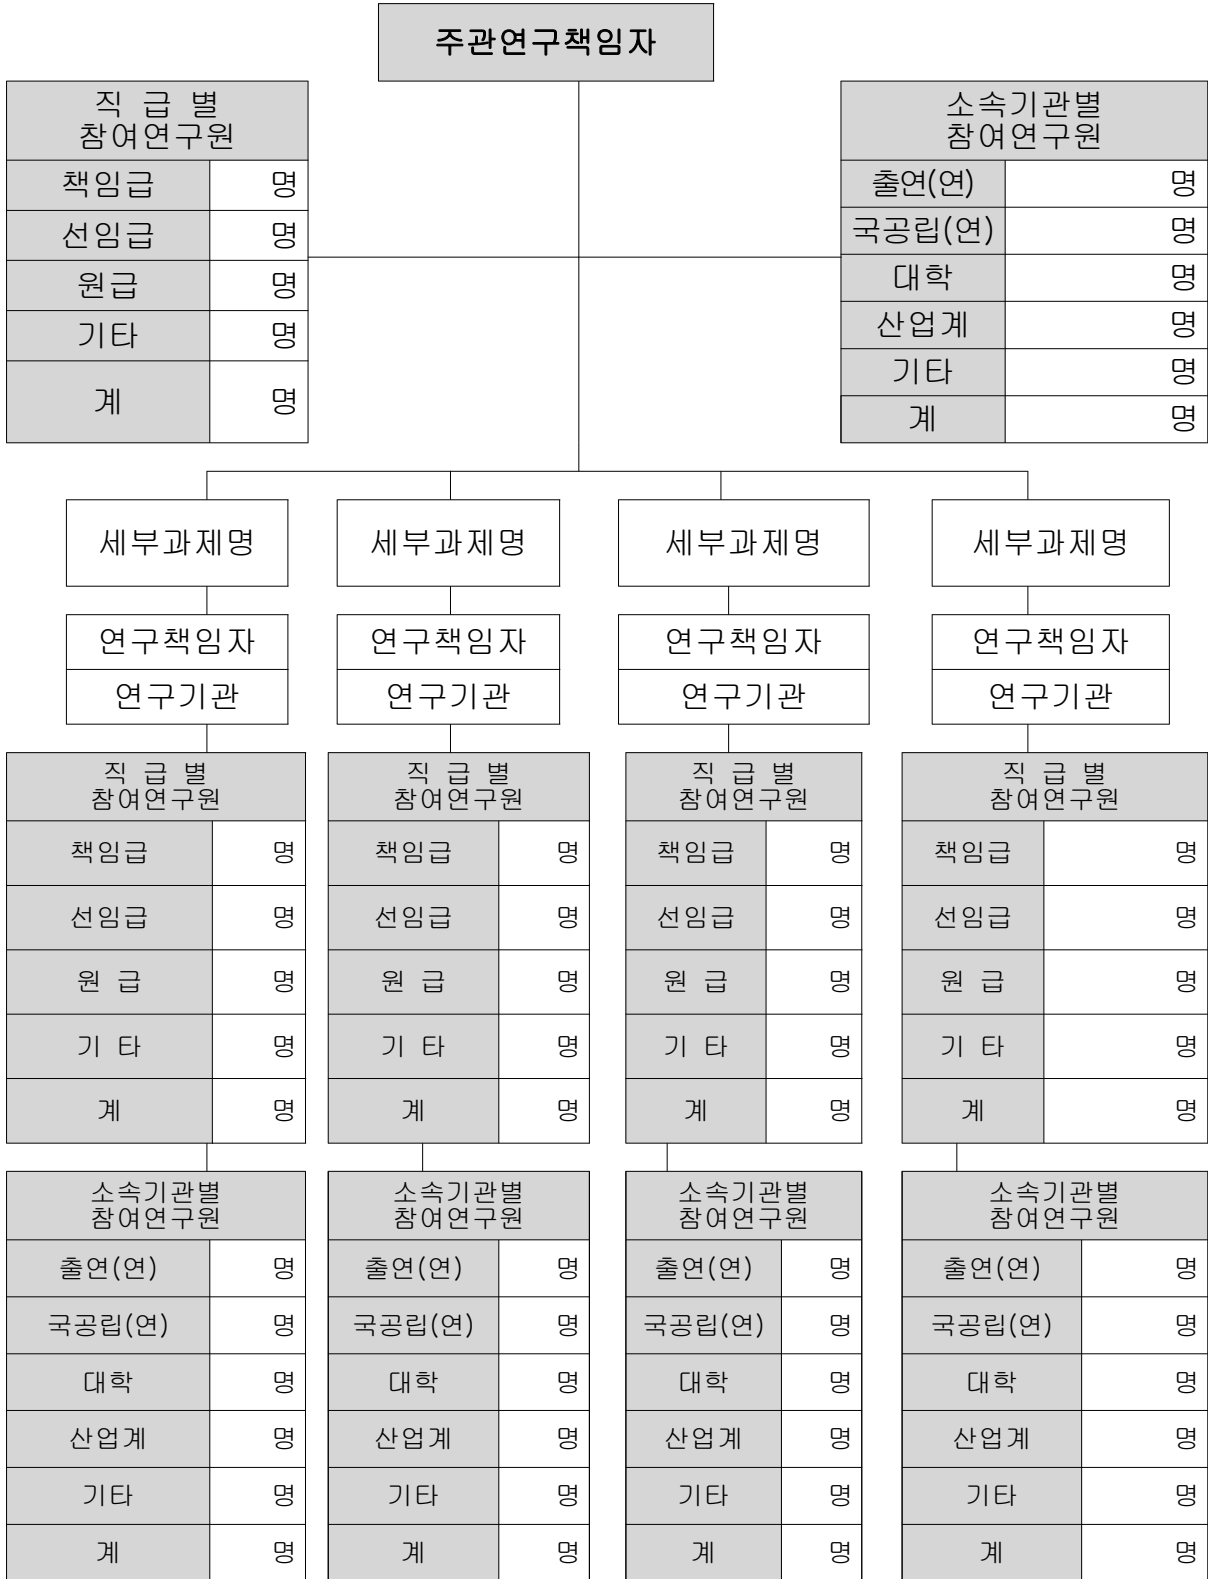 주관연구책임자
직 급 별
참여연구원
책임급 명
선임급 명
원급 명
기타 명
계 명
소속기관별
참여연구원
출연(연) 명
국공립(연) 명
대학 명
산업계 명
기타 명
계 명
세부과제명 세부과제명 세부과제명 세부과제명
연구책임자 연구책임자 연구책임자 연구책임자
연구기관 연구기관 연구기관 연구기관
직 급 별 직 급 별 직 급 별 직 급 별
참여연구원 참여연구원 참여연구원 참여연구원
책임급 명 책임급 명 책임급 명 책임급 명
선임급 명 선임급 명 선임급 명 선임급 명
원 급 명 원 급 명 원 급 명 원 급 명
기 타 명 기 타 명 기 타 명 기 타 명
계 명 계 명 계 명 계 명
소속기관별 소속기관별 소속기관별 소속기관별
참여연구원 참여연구원 참여연구원 참여연구원
출연(연) 명 출연(연) 명 출연(연) 명 출연(연) 명
국공립(연) 명 국공립(연) 명 국공립(연) 명 국공립(연) 명
대학 명 대학 명 대학 명 대학 명
산업계 명 산업계 명 산업계 명 산업계 명
기타 명 기타 명 기타 명 기타 명
계 명 계 명 계 명 계 명